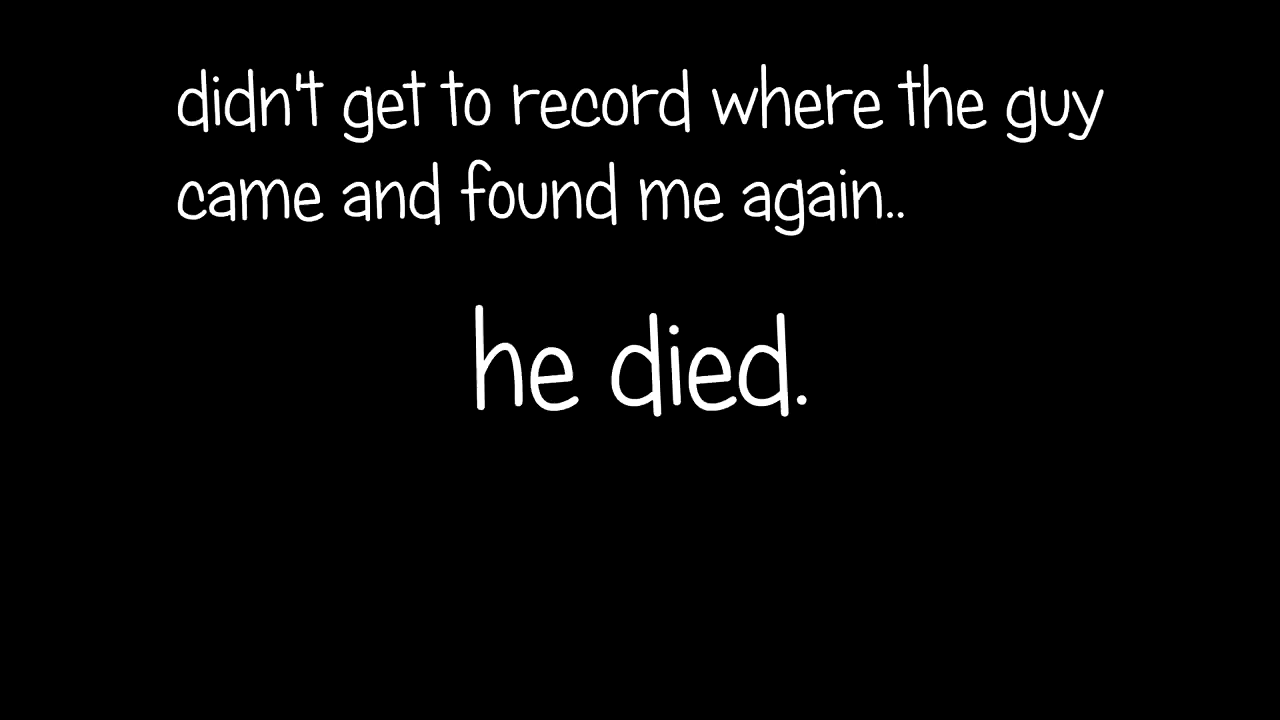 didn't get to record where the guy
came and found me again..
he died.